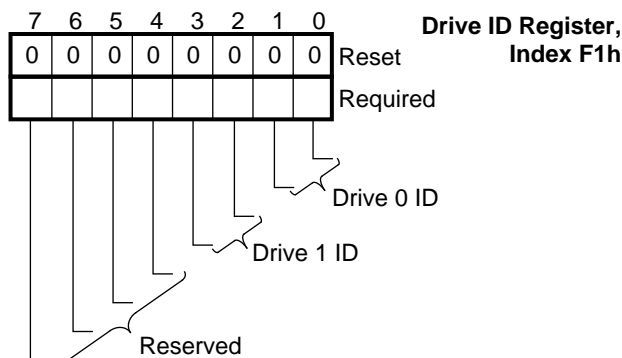 7 6 5 4 3 2 1 0
Drive ID Register,
Index F1h
0 0 0 0 0 0 0 0 Reset
Required
Drive 0 ID
Drive 1 ID
Reserved